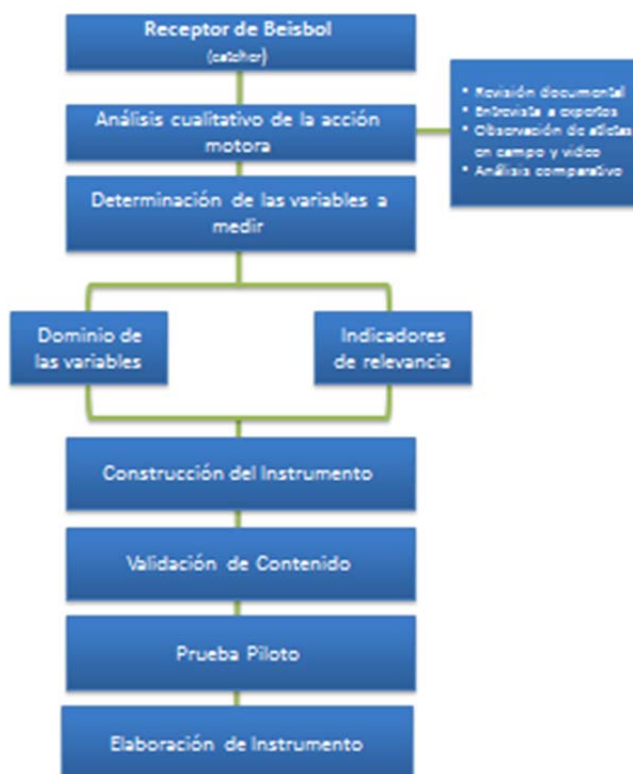 Receptor de Beisbol
(catcher)
Análisis cualitativo de la acción
motora
• Revisión documental
• Entrevista a expertos
• Observación de atletas
en campo y video
• Análisis comparativo
Determinación de las variables a
medir
Dominio de
las variables
Indicadores
de relevancia
Construcción del Instrumento
Validación de Contenido
Prueba Piloto
Elaboración de Instrumento